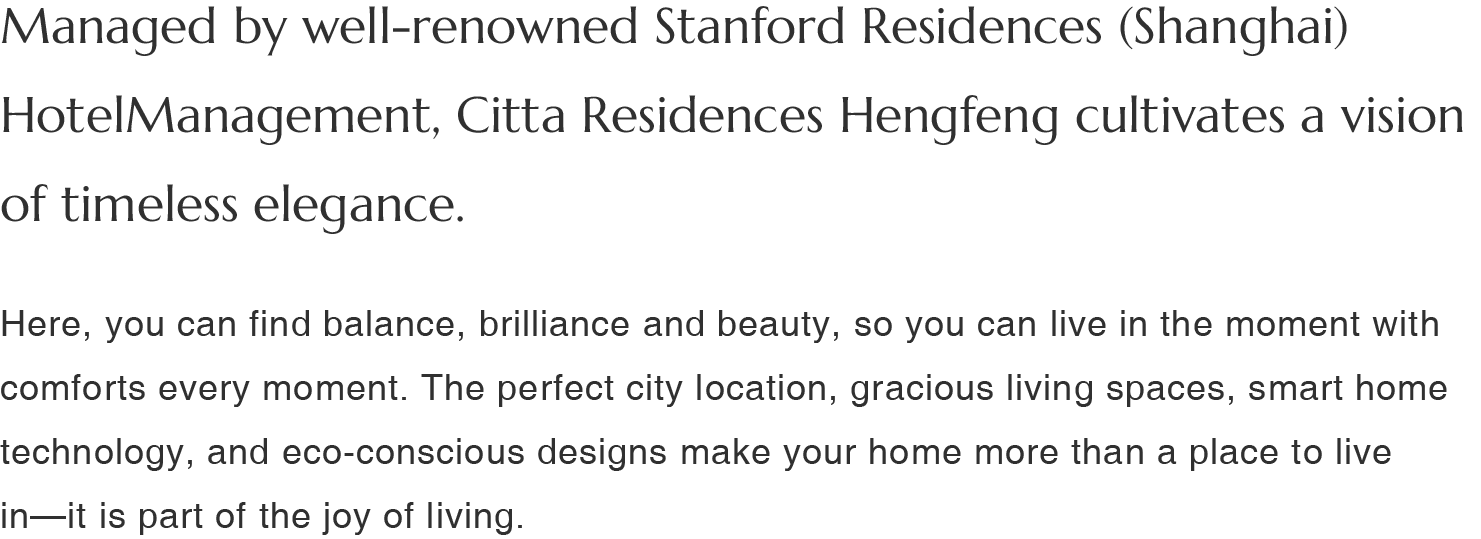 Managed by well-renowned Stanford Residences (Shanghai)
HotelManagement, Citta Residences Hengfeng cultivates a vision
of timeless elegance.
Here, you can find balance, brilliance and beauty, so you can live in the moment with
comforts every moment. The perfect city location, gracious living spaces, smart home
technology, and eco-conscious designs make your home more than a place to live
in—it is part of the joy of living.